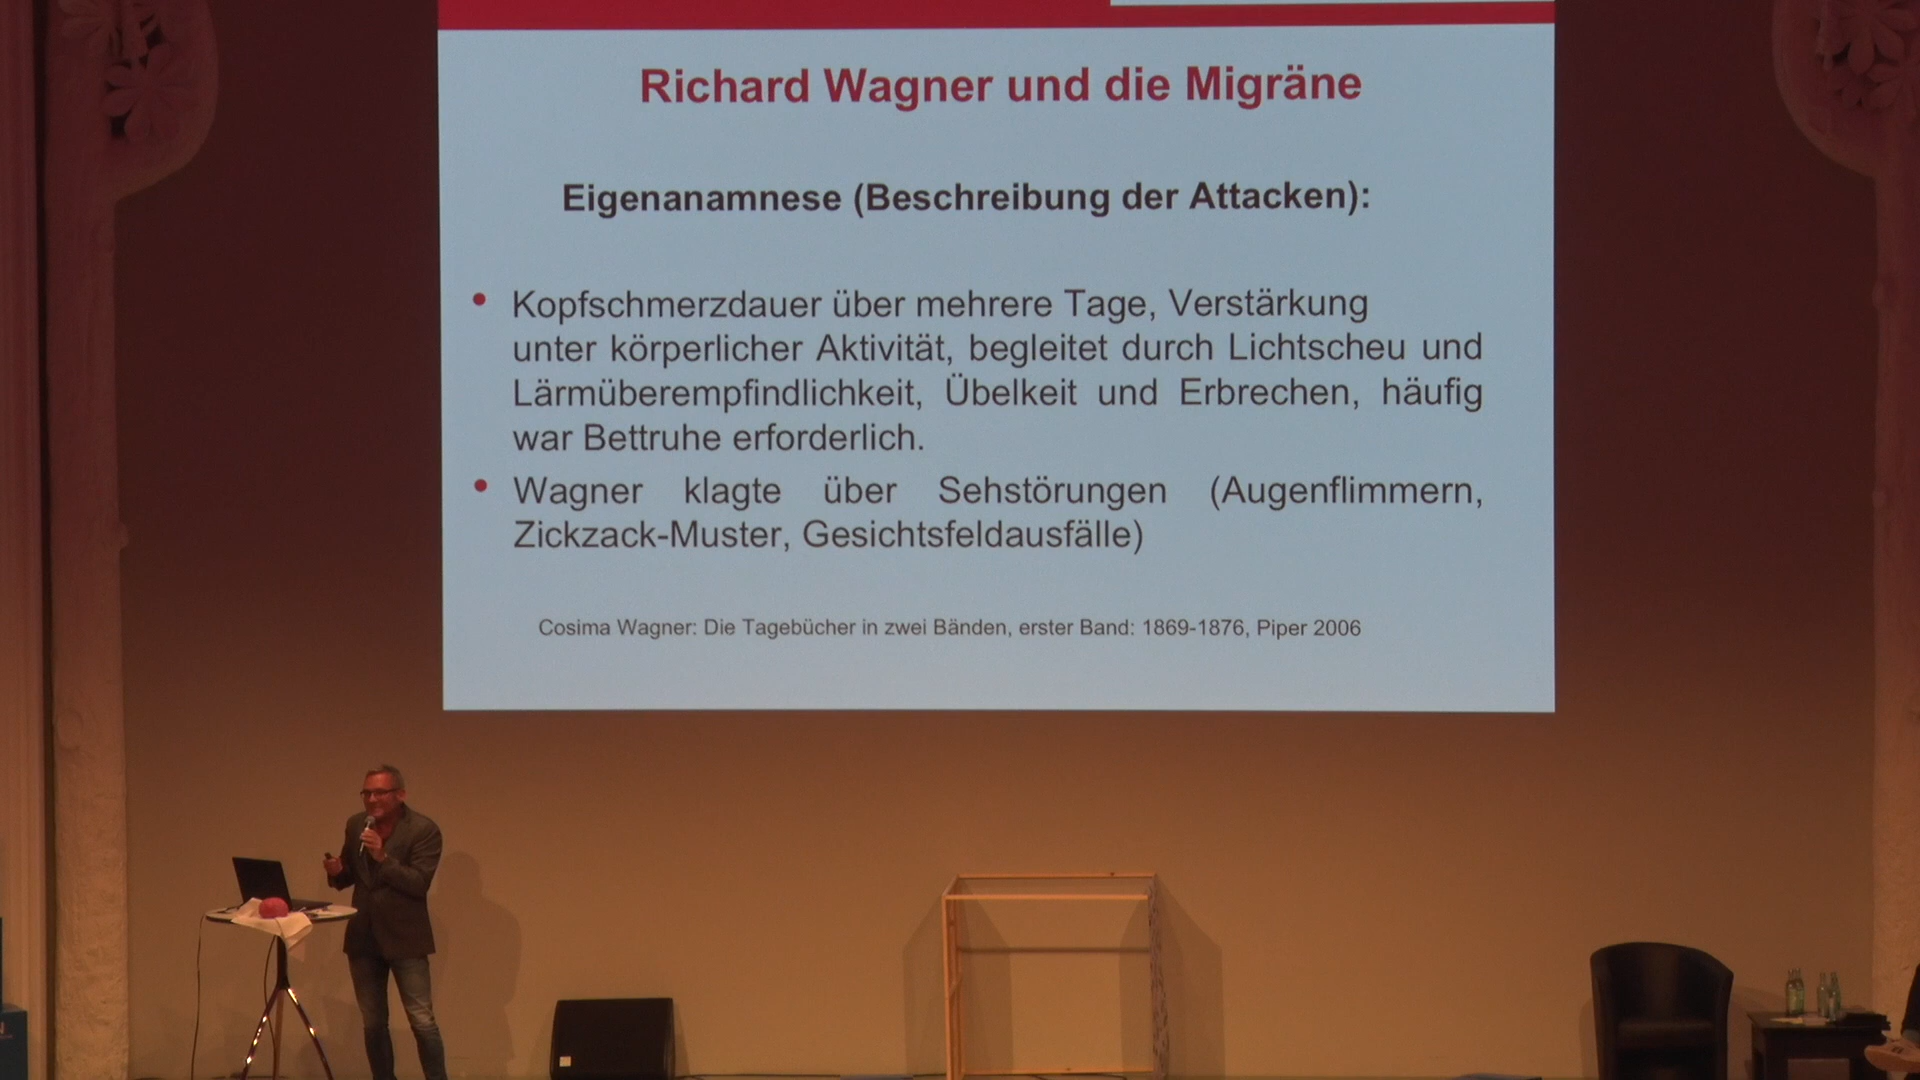 Richard Wagner und die Migräne
Eigenanamnese (Beschreibung der Attacken):
• Kopfschmerzdauer über mehrere Tage, Verstärkung
unter körperlicher Aktivität, begleitet durch Lichtscheu und
Lärmüberempfindlichkeit, Übelkeit und Erbrechen, häufig
war Bettruhe erforderlich.
• Wagner klagte über Sehstörungen (Augenflimmern,
Zickzack-Muster, Gesichtsfeldausfälle)
Cosima Wagner: Die Tagebücher in zwei Bänden, erster Band: 1869-1876, Piper 2006